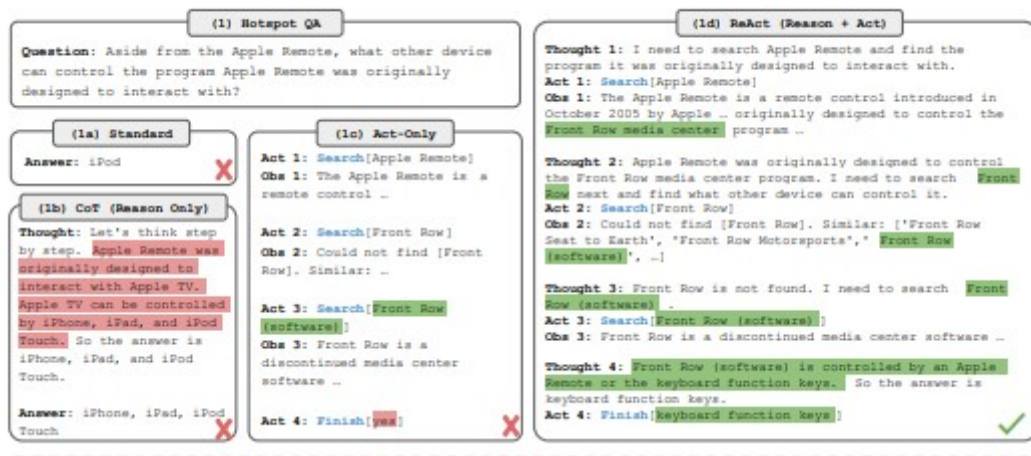 (1) Hotspot QA
Question: Aside from the Apple Remote, what other device
can control the program Apple Remote was originally
designed to interact with?
(1a) Standard
Answer: iPod
(1b) CoT (Reason Only)
Thought: Let's think step
by step. Apple Remote was
originally designed to
interact with Apple TV.
Apple TV can be controlled
by iPhone, iPad, and iPod
Touch. So the answer is
iPhone, iPad, and iPod
Touch.
Answer: iPhone, iPad, iPod
Touch
(1c) Act-Only
Act 1: Search[Apple Remote]
Obs 1: The Apple Remote is a
remote control …
Act 2: Search[Front Row]
Obs 2: Could not find [Front
Row]. Similar: …
Act 3: Search[Front Row
(software)]
Obs 3: Front Row is a
discontinued media center
software …
Act 4: Finish[yes]
(1d) ReAct (Reason + Act)
Thought 1: I need to search Apple Remote and find the
program it was originally designed to interact with.
Act 1: Search[Apple Remote]
Obs 1: The Apple Remote is a remote control introduced in
October 2005 by Apple … originally designed to control the
Front Row media center program …
Thought 2: Apple Remote was originally designed to control
the Front Row media center program. I need to search Front
Row next and find what other device can control it.
Act 2: Search[Front Row]
Obs 2: Could not find [Front Row]. Similar: ['Front Row
Seat to Earth', 'Front Row Motorsports', 'Front Row
(software)', …]
Thought 3: Front Row is not found. I need to search Front
Row (software) .
Act 3: Search[Front Row (software)]
Obs 3: Front Row is a discontinued media center software …
Thought 4: Front Row (software) is controlled by an Apple
Remote or the keyboard function keys. So the answer is
keyboard function keys.
Act 4: Finish[keyboard function keys]